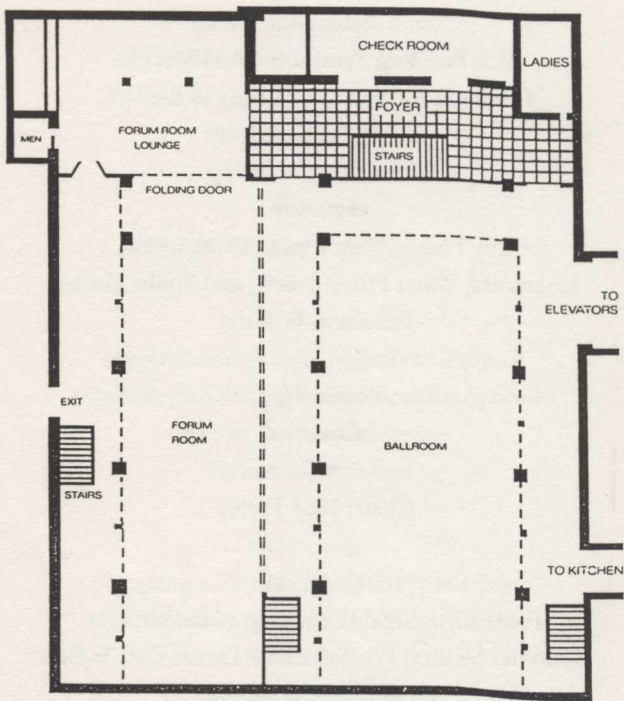 CHECK ROOM
LADIES
FOYER
MEN
FORUM ROOM
LOUNGE
STAIRS
FOLDING DOOR
TO
ELEVATORS
EXIT
FORUM
ROOM
BALLROOM
STAIRS
TO KITCHEN